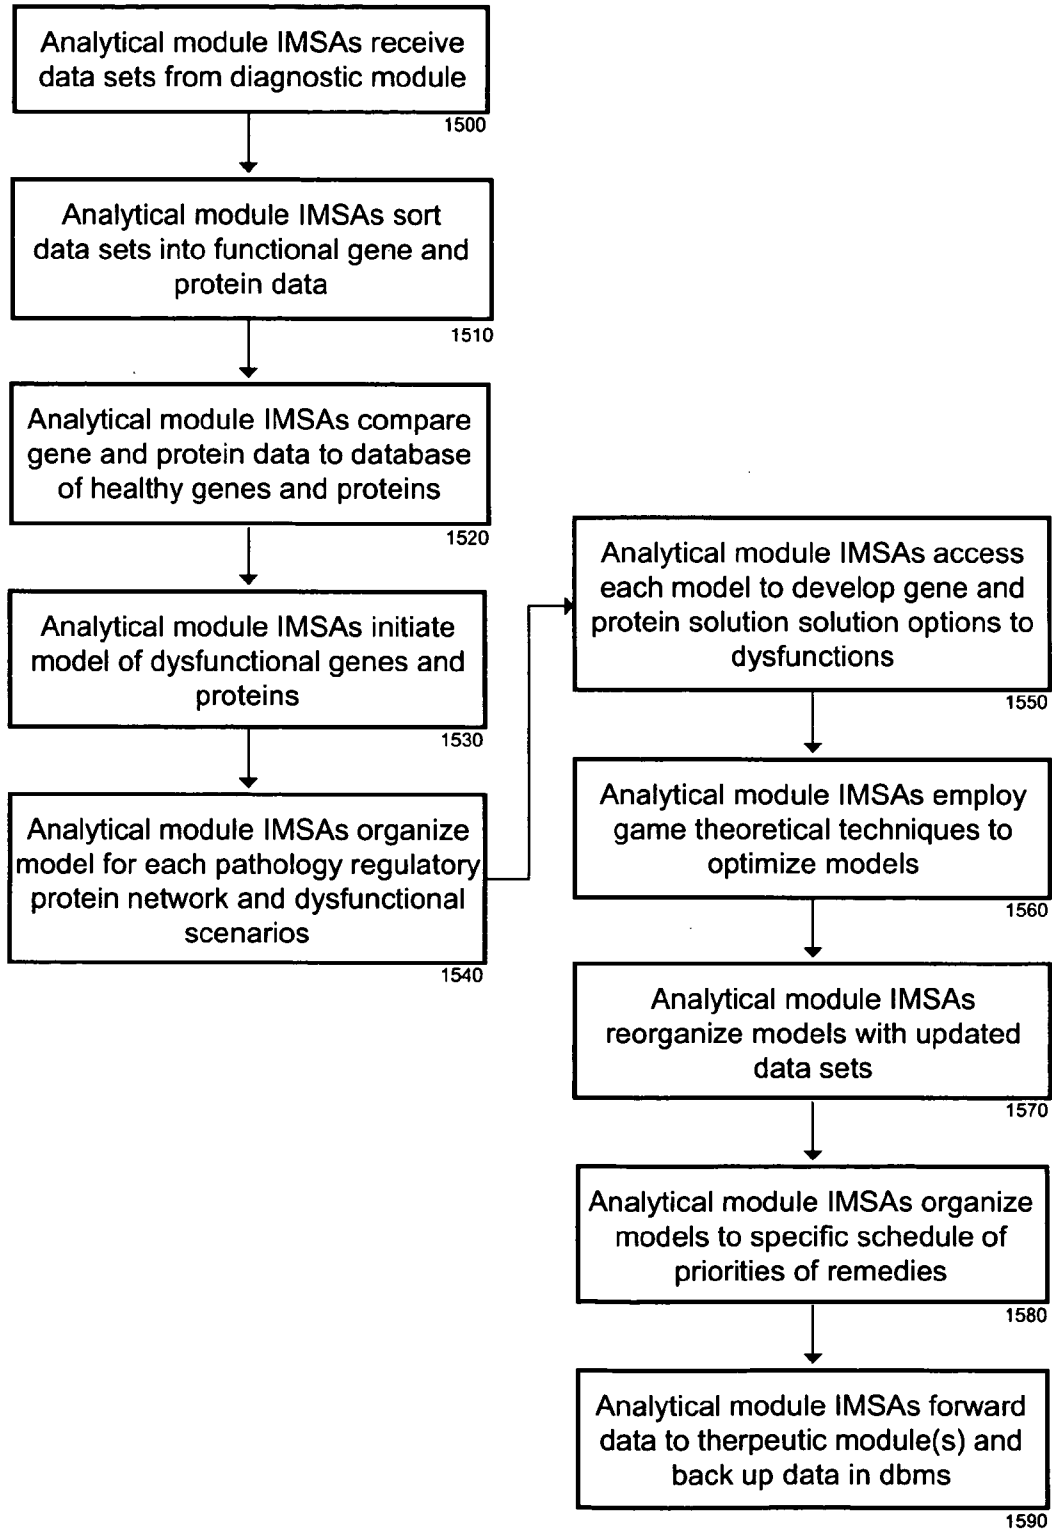 Analytical module IMSAs receive
data sets from diagnostic module
1500
Analytical module IMSAs sort
data sets into functional gene and
protein data
1510
Analytical module IMSAs compare
gene and protein data to database
of healthy genes and proteins
1520
Analytical module IMSAs initiate
model of dysfunctional genes and
proteins
1530
Analytical module IMSAs organize
model for each pathology regulatory
protein network and dysfunctional
scenarios
1540
Analytical module IMSAs access
each model to develop gene and
protein solution solution options to
dysfunctions
1550
Analytical module IMSAs employ
game theoretical techniques to
optimize models
1560
Analytical module IMSAs
reorganize models with updated
data sets
1570
Analytical module IMSAs organize
models to specific schedule of
priorities of remedies
1580
Analytical module IMSAs forward
data to therpeutic module(s) and
back up data in dbms
1590